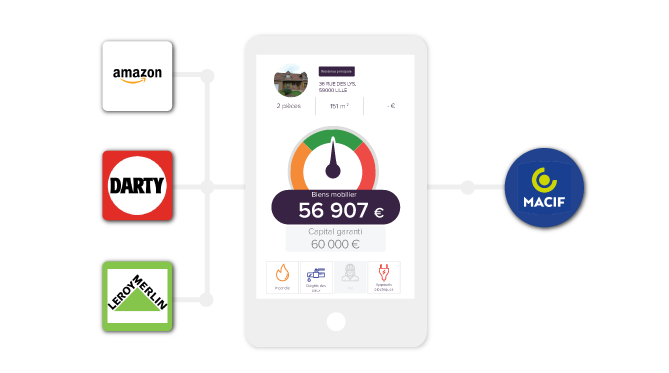 amazon
DARTY
LEROY MERLIN
Résidence principale
38 RUE DES LYS,
59000 LILLE
2 pièces
151 m²
- €
Biens mobilier
56 907 €
Capital garanti
60 000 €
Incendie
Dégâts des
eaux
Vol
Appareils
électriques
MACIF